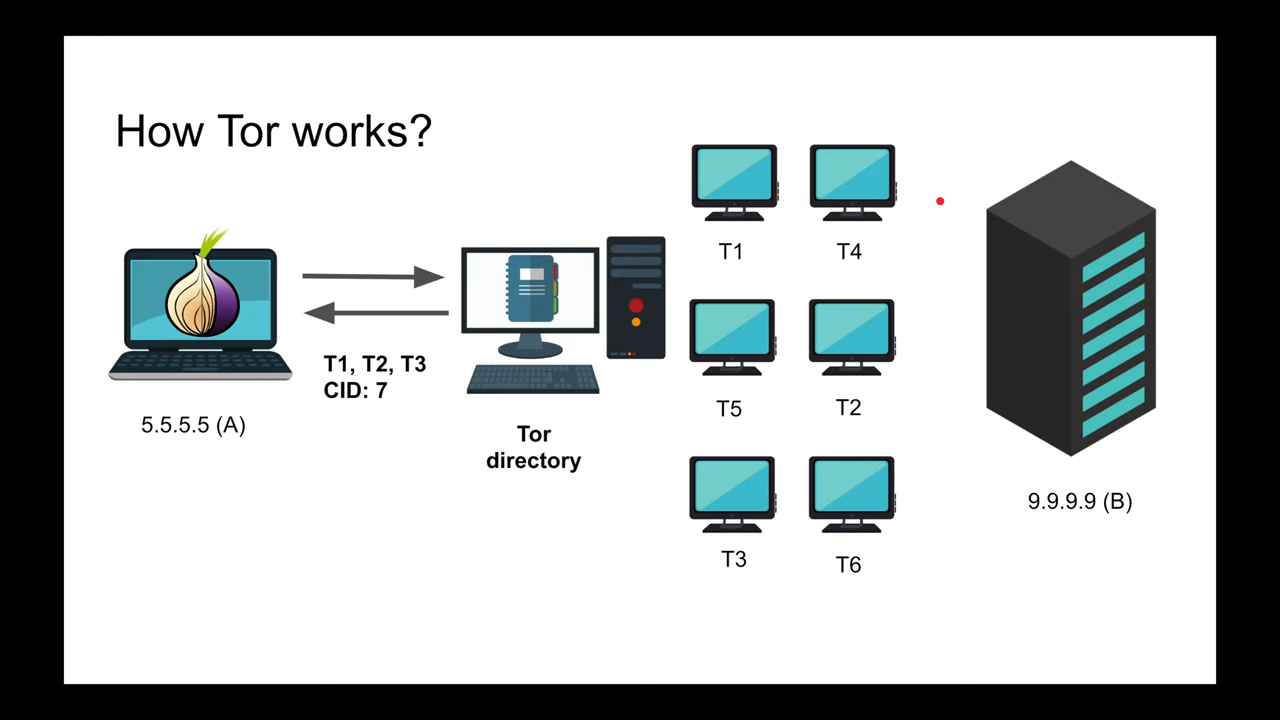 How Tor works?
T1
T4
T1, T2, T3
CID: 7
5.5.5.5 (A)
Tor
directory
T5
T2
9.9.9.9 (B)
T3
T6